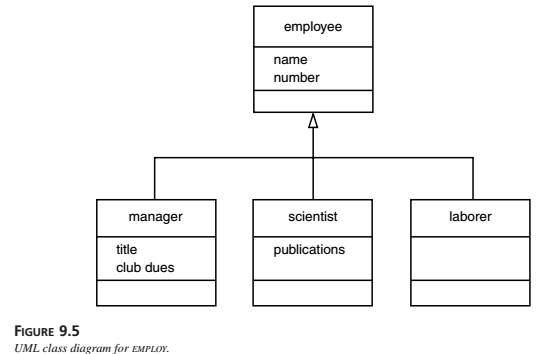 employee
name
number
manager
title
club dues
scientist
publications
laborer
FIGURE 9.5
UML class diagram for EMPLOY.